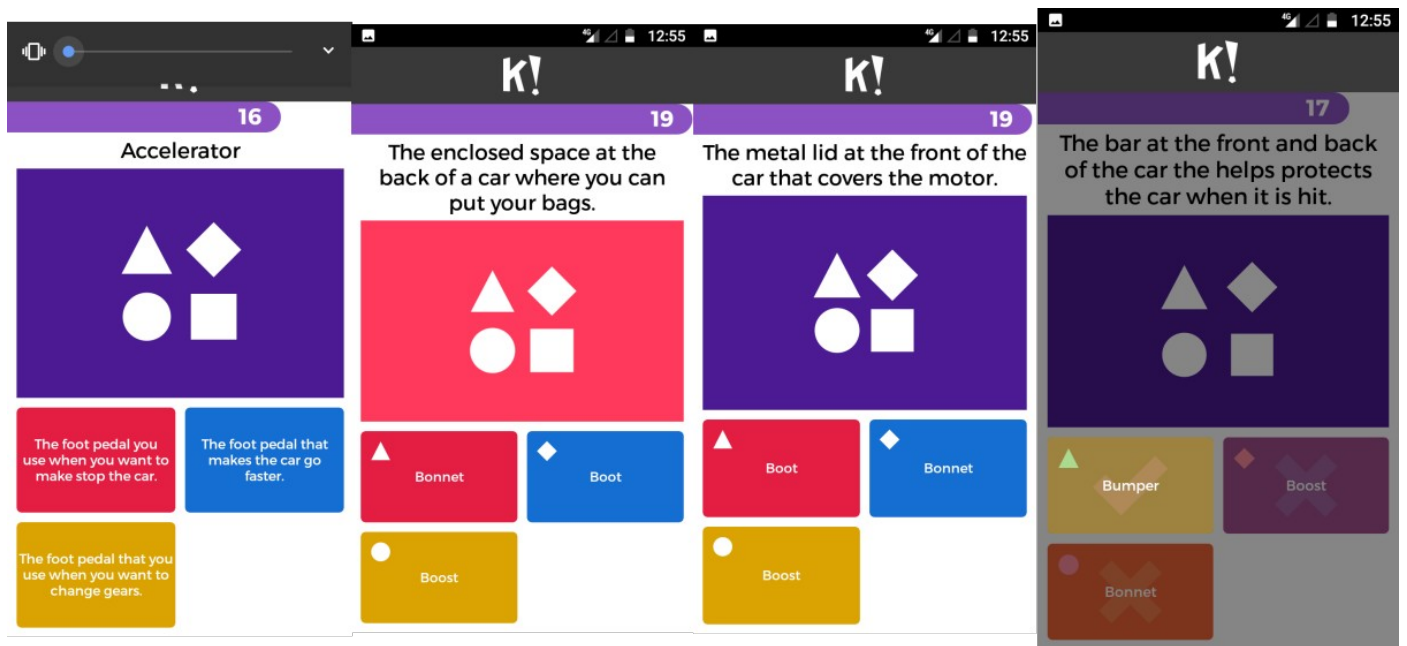 16
Accelerator
The foot pedal you
use when you want to
make stop the car.
The foot pedal that
makes the car go
faster.
The foot pedal that you
use when you want to
change gears.
4G 12:55
K!
19
The enclosed space at the
back of a car where you can
put your bags.
Bonnet
Boot
Boost
4G 12:55
K!
19
The metal lid at the front of the
car that covers the motor.
Boot
Bonnet
Boost
4G 12:55
K!
17
The bar at the front and back
of the car the helps protects
the car when it is hit.
Bumper
Boost
Bonnet